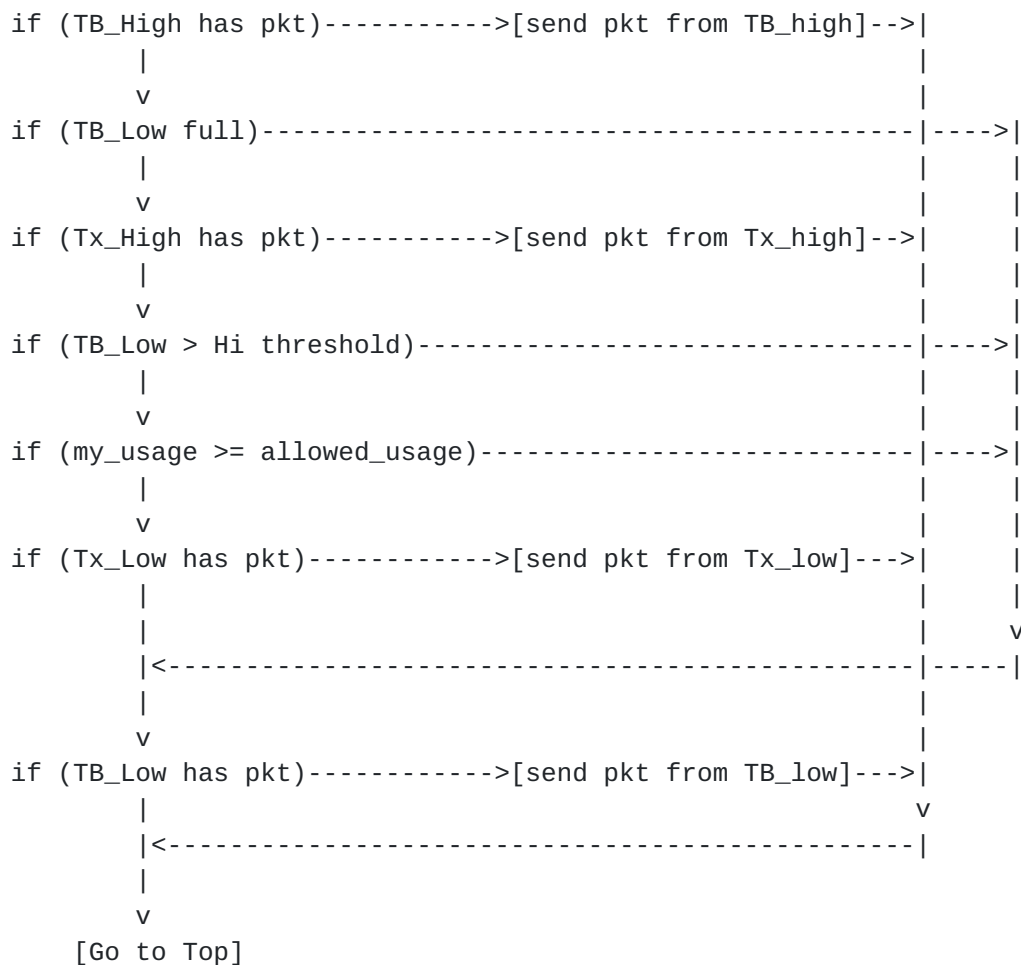 if (TB_High has pkt)----------->[send pkt from TB_high]-->|
        |                                                 |
        v                                                 |
if (TB_Low full)------------------------------------------|---->|
        |                                                 |     |
        v                                                 |     |
if (Tx_High has pkt)----------->[send pkt from Tx_high]-->|     |
        |                                                 |     |
        v                                                 |     |
if (TB_Low > Hi threshold)--------------------------------|---->|
        |                                                 |     |
        v                                                 |     |
if (my_usage >= allowed_usage)----------------------------|---->|
        |                                                 |     |
        v                                                 |     |
if (Tx_Low has pkt)------------>[send pkt from Tx_low]--->|     |
        |                                                 |     |
        |                                                 |     v
        |<------------------------------------------------|-----|
        |                                                 |
        v                                                 |
if (TB_Low has pkt)------------>[send pkt from TB_low]--->|
        |                                                 v
        |<------------------------------------------------|
        |
        v
    [Go to Top]